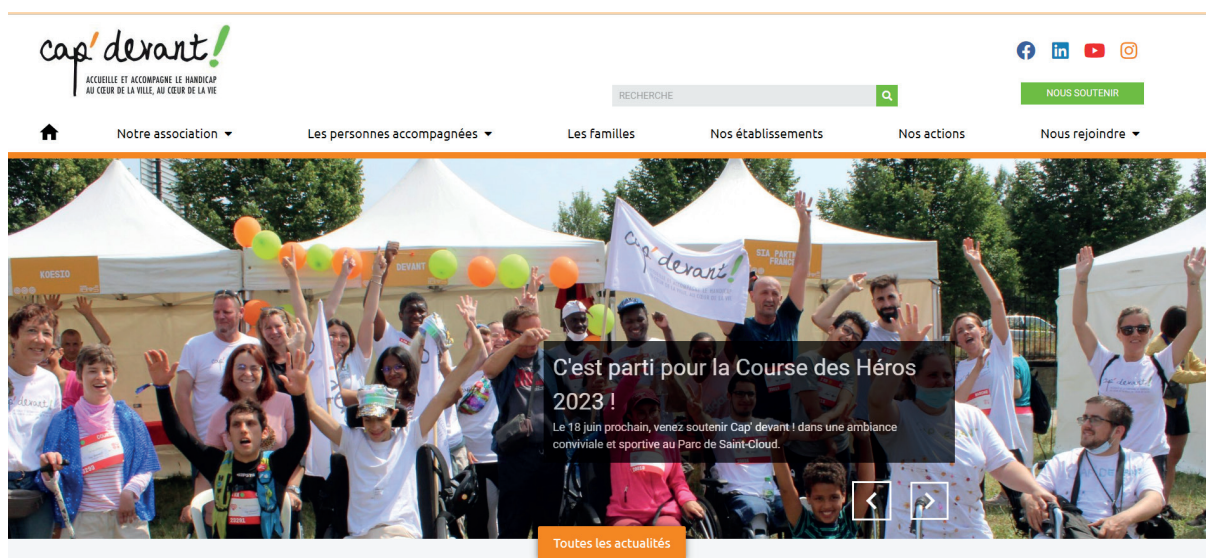 cap' devant!
ACCUEILLE ET ACCOMPAGNE LE HANDICAP
AU CŒUR DE LA VILLE, AU CŒUR DE LA VIE
RECHERCHE
NOUS SOUTENIR
Notre association
Les personnes accompagnées
Les familles
Nos établissements
Nos actions
Nous rejoindre
KOEZIO
DEVANT
cap' devant!
C'est parti pour la Course des Héros
2023 !
Le 18 juin prochain, venez soutenir Cap' devant ! dans une ambiance
conviviale et sportive au Parc de Saint-Cloud.
Toutes les actualités